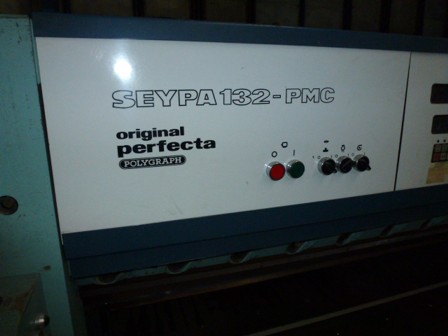 SEYPA 132-PMC
original
perfecta
POLYGRAPH